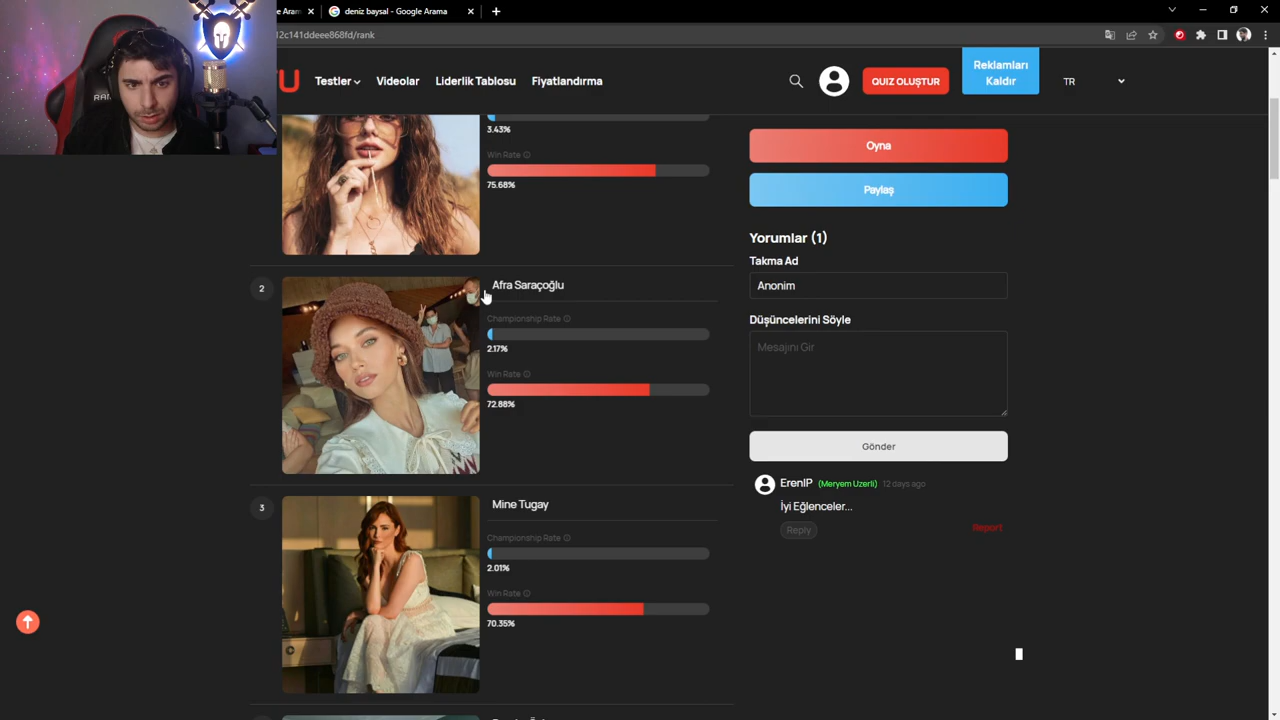 e Aram
deniz baysal - Google Arama
12c141ddeee868fd/rank
TU
Testler
Videolar
Liderlik Tablosu
Fiyatlandırma
QUIZ OLUŞTUR
Reklamları
Kaldır
TR
3.43%
Win Rate
75.68%
2
Afra Saraçoğlu
Championship Rate
2.17%
Win Rate
72.88%
3
Mine Tugay
Championship Rate
2.01%
Win Rate
70.35%
Oyna
Paylaş
Yorumlar (1)
Takma Ad
Anonim
Düşüncelerini Söyle
Mesajını Gir
Gönder
ErenIP (Meryem Uzerli) 12 days ago
İyi Eğlenceler...
Reply
Report